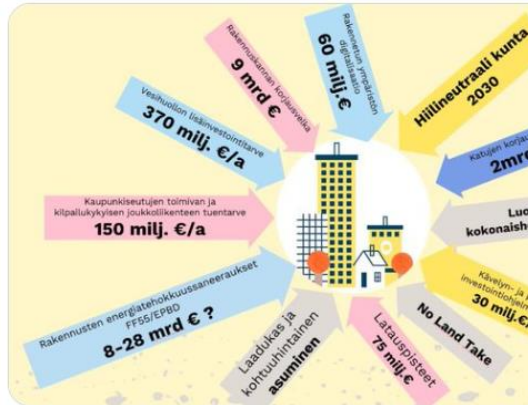 Rakennetun ympäristön
digitalisaatio
60 milj.€
Rakennuskannan korjausvelka
9 mrd €
Vesihuollon lisäinvestointitarve
370 milj. €/a
Kaupunkiseutujen toimivan ja
kilpailukykyisen joukkoliikenteen tuentarve
150 milj. €/a
Rakennusten energiatehokkuussaneeraukset
FF55/EPBD
8-28 mrd € ?
Laadukas ja
kohtuuhintainen
asuminen
Latauspisteet
75 milj.€
No Land Take
Kävelyn- ja
30 milj.€/
kokonaish
Katujen korjau
2mrd
Hiilineutraali kunta
2030